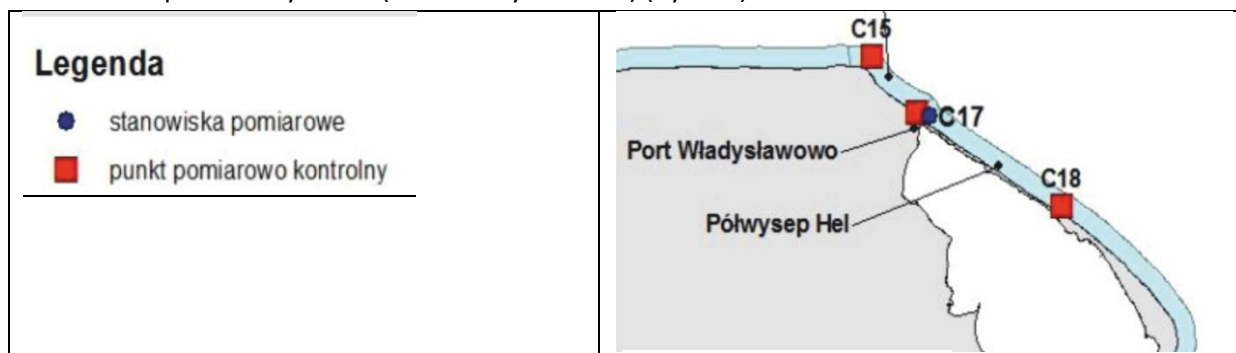 Legenda
stanowiska pomiarowe
punkt pomiarowo kontrolny
C15
C17
Port Władysławowo
C18
Półwysep Hel